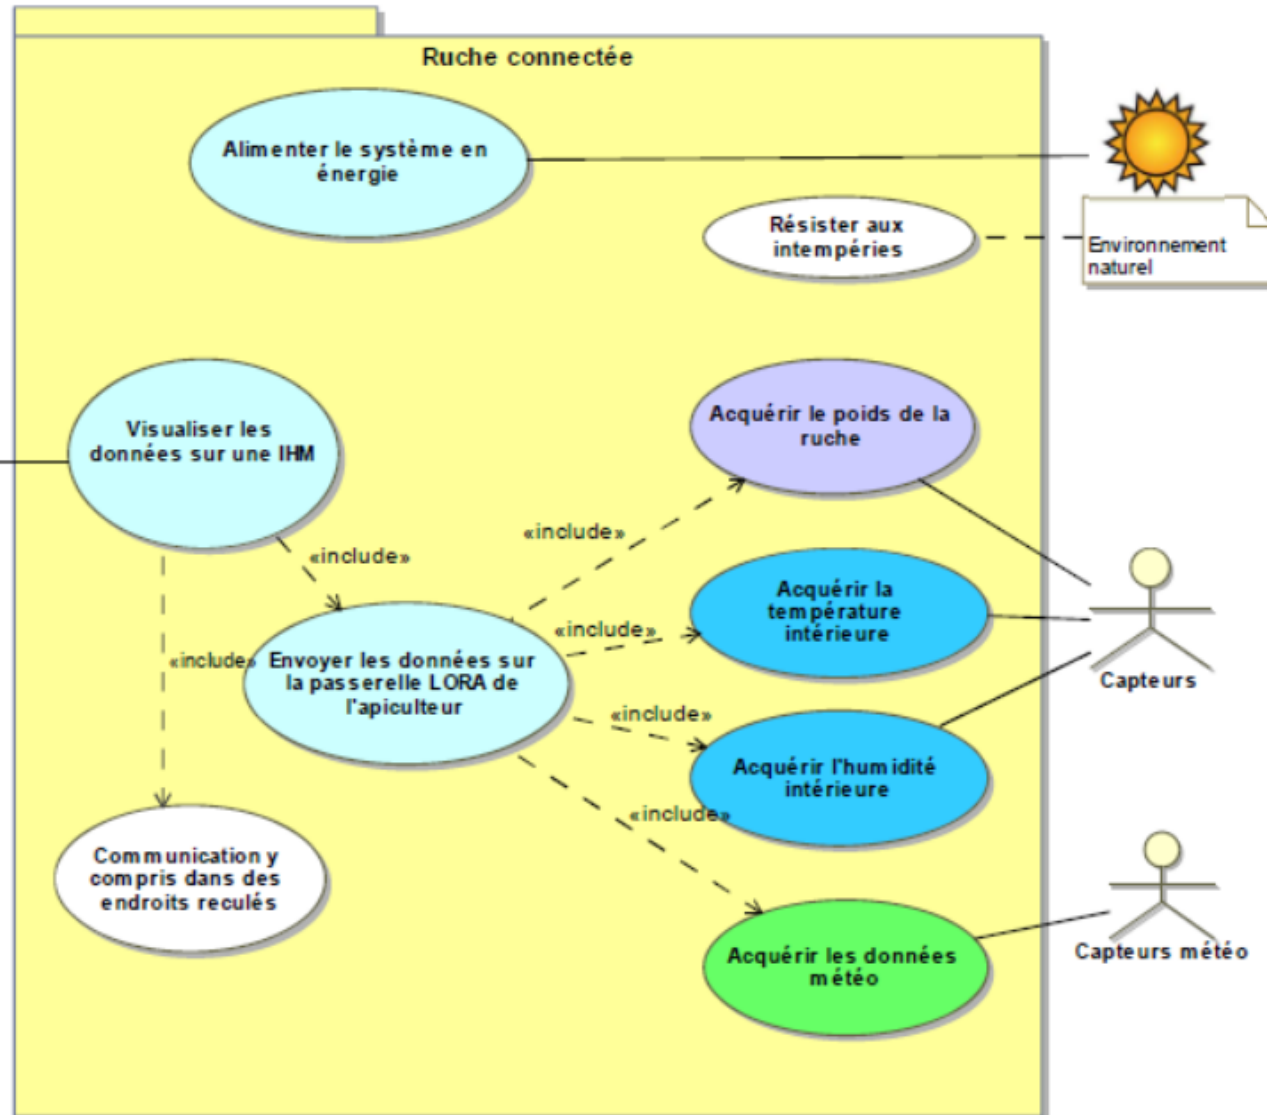 Ruche connectée
Alimenter le système en
énergie
Résister aux
intempéries
Environnement
naturel
Visualiser les
données sur une IHM
Acquérir le poids de la
ruche
«include»
«include»
Acquérir la
température
intérieure
«include»
«include»
Envoyer les données sur
la passerelle LORA de
l'apiculteur
Capteurs
«include»
Acquérir l'humidité
intérieure
«include»
Communication y
compris dans des
endroits reculés
Acquérir les données
météo
Capteurs météo